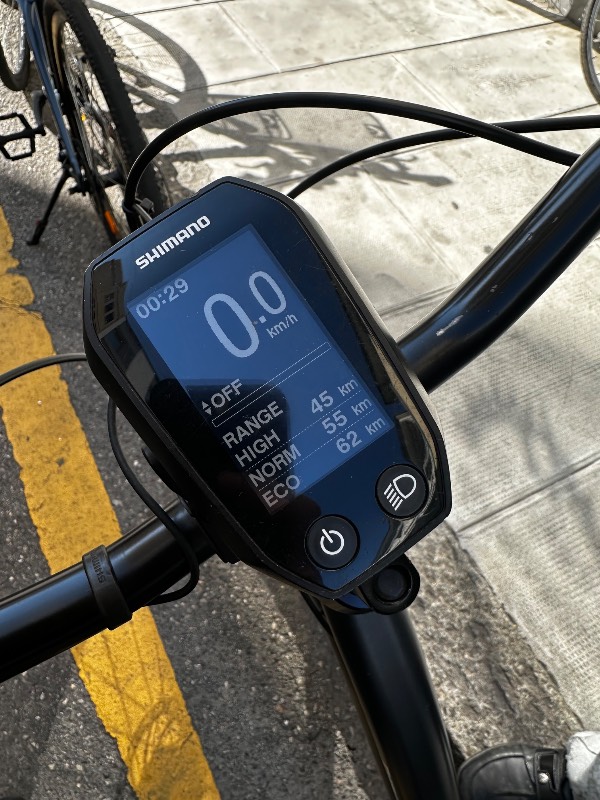 SHIMANO
00:29
0.0
km/h
OFF
RANGE
HIGH 45 km
NORM 55 km
ECO 62 km